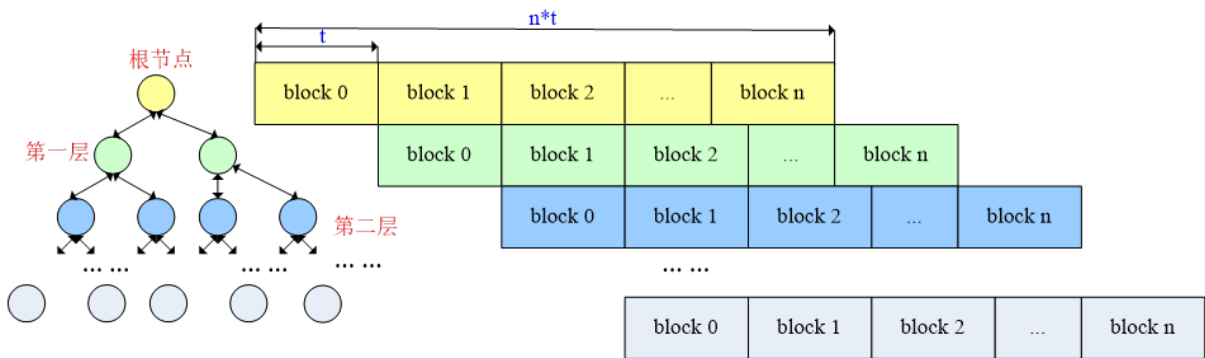 n*t
t
根节点
block 0 block 1 block 2 ... block n
第一层
block 0 block 1 block 2 ... block n
block 0 block 1 block 2 ... block n
第二层
... ... ... ... ... ... ... ...
block 0 block 1 block 2 ... block n